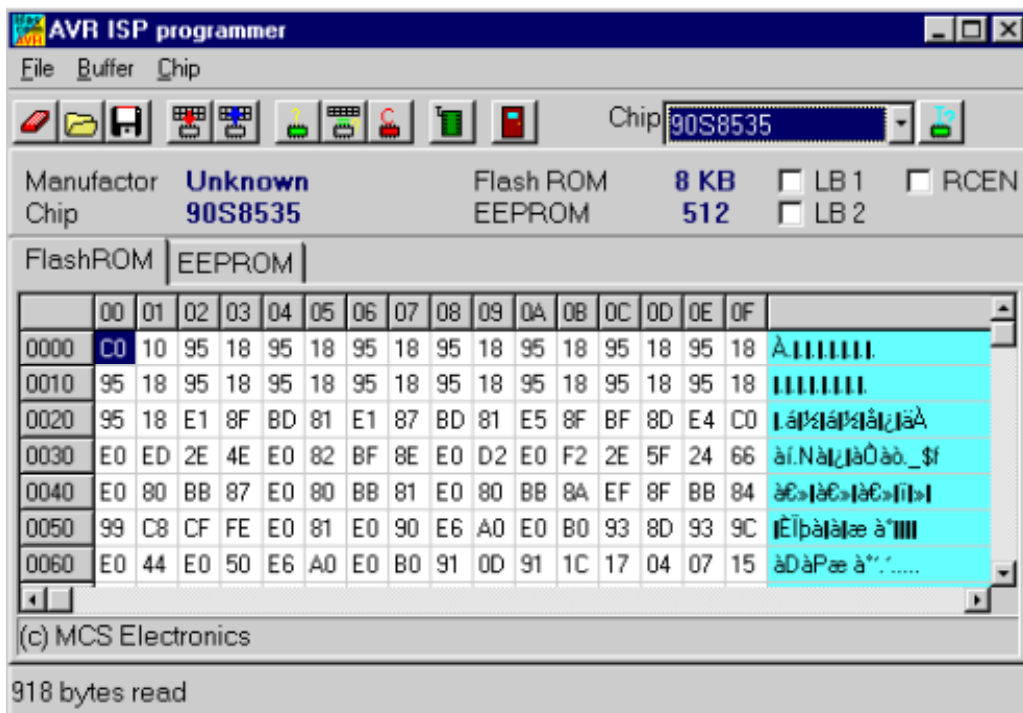 AVR ISP programmer
File Buffer Chip
Chip 90S8535
Manufactor Unknown Flash ROM 8 KB LB 1 RCEN
Chip 90S8535 EEPROM 512 LB 2
FlashROM EEPROM
00 01 02 03 04 05 06 07 08 09 0A 0B 0C 0D 0E 0F
0000 C0 10 95 18 95 18 95 18 95 18 95 18 95 18 95 18
0010 95 18 95 18 95 18 95 18 95 18 95 18 95 18 95 18
0020 95 18 E1 8F BD 81 E1 87 BD 81 E5 8F BF 8D E4 C0
0030 E0 ED 2E 4E E0 82 BF 8E E0 D2 E0 F2 2E 5F 24 66
0040 E0 80 BB 87 E0 80 BB 81 E0 80 BB 8A EF 8F BB 84
0050 99 C8 CF FE E0 81 E0 90 E6 A0 E0 B0 93 8D 93 9C
0060 E0 44 E0 50 E6 A0 E0 B0 91 0D 91 1C 17 04 07 15
(c) MCS Electronics
918 bytes read